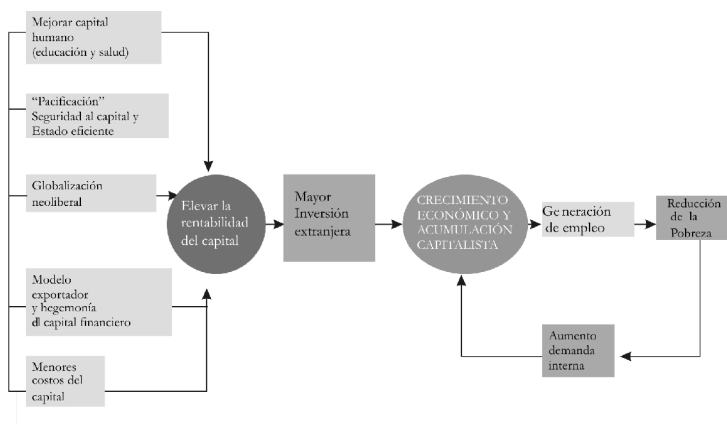 Mejorar capital
humano
(educación y salud)
“Pacificación”
Seguridad al capital y
Estado eficiente
Globalización
neoliberal
Modelo
exportador
y hegemonía
dl capital financiero
Menores
costos del
capital
Elevar la
rentabilidad
del capital
Mayor
Inversión
extranjera
CRECIMIENTO
ECONÓMICO Y
ACUMULACIÓN
CAPITALISTA
Generación
de empleo
Reducción
de la
Pobreza
Aumento
demanda
interna